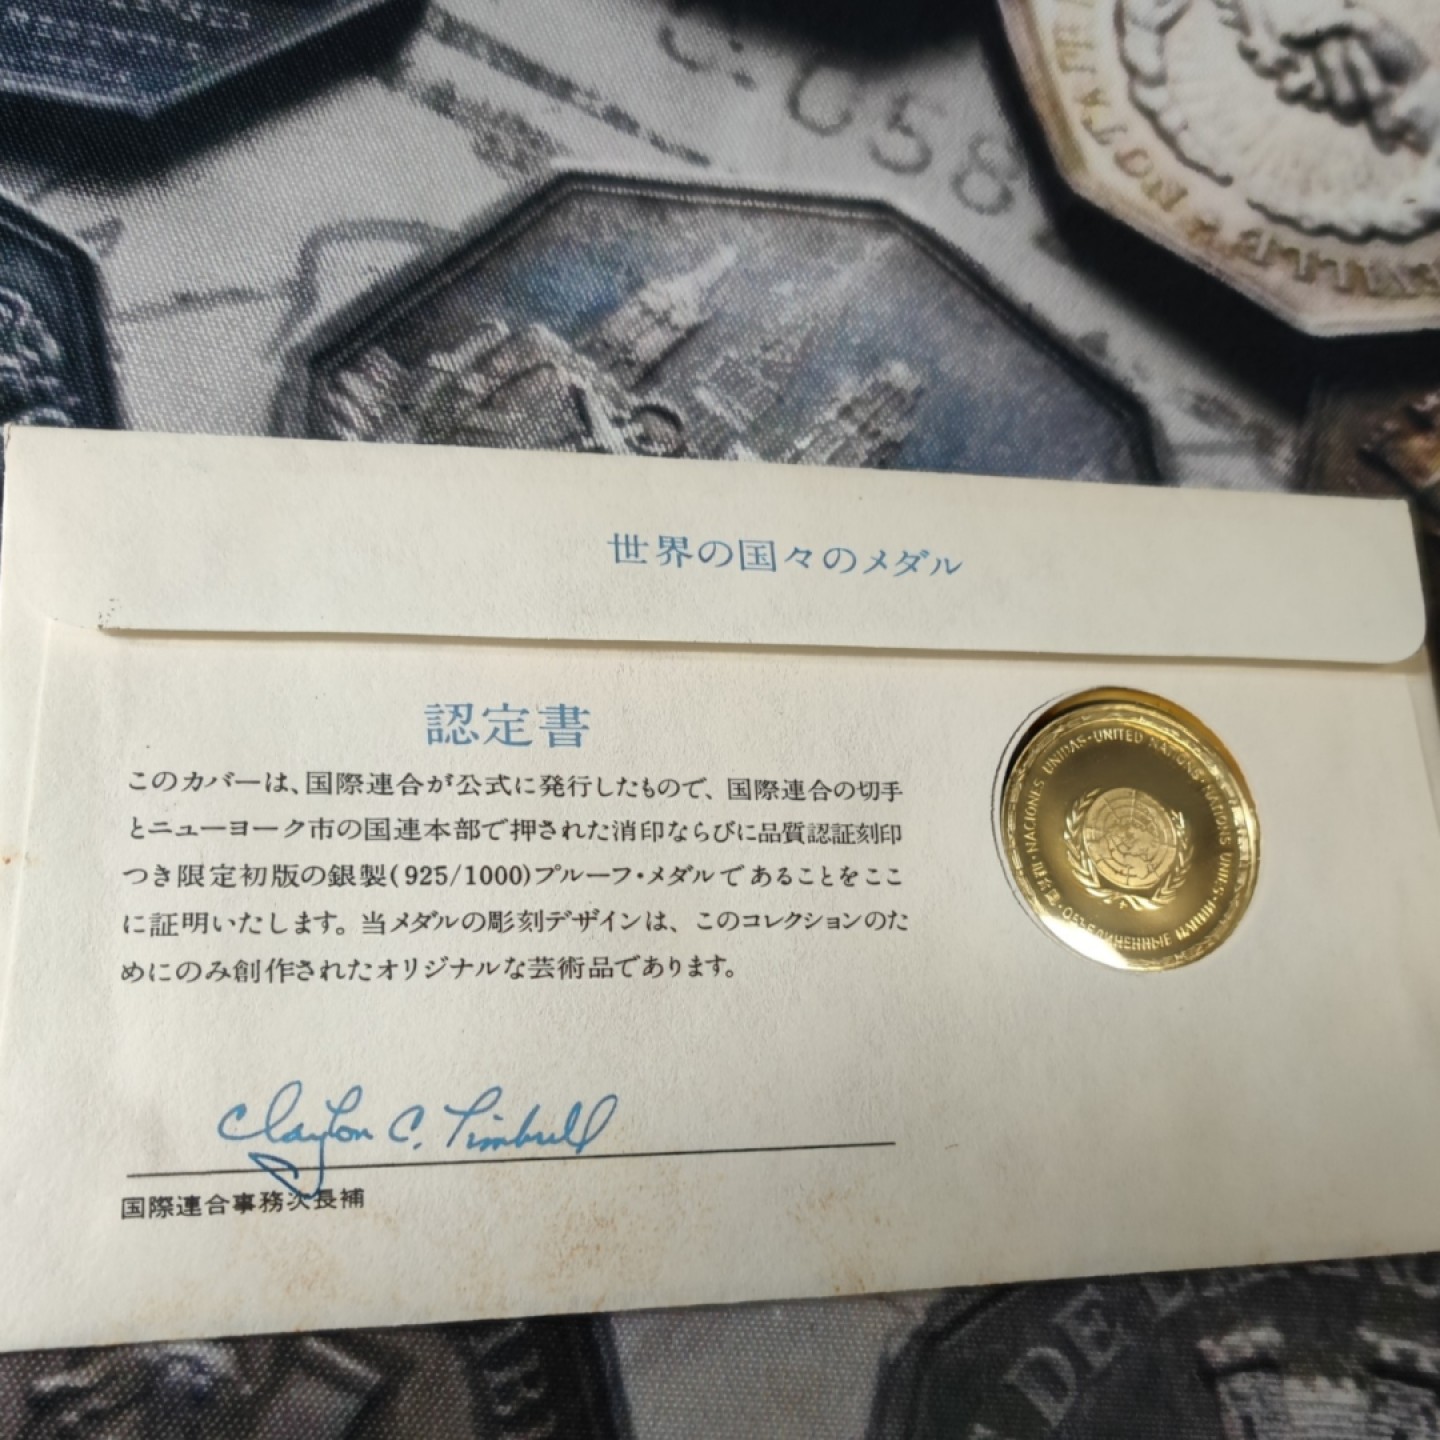 C.C58
世界の国々のメダル
認定書
このカバーは、国際連合が公式に発行したもので、国際連合の切手
とニューヨーク市の国連本部で押された消印ならびに品質認証刻印
つき限定初版の銀製(925/1000)プルーフ・メダルであることをここ
に証明いたします。当メダルの彫刻デザインは、このコレクションのた
めにのみ創作されたオリジナルな芸術品であります。
NACIONES UNIDAS·UNITED NATIONS·NATIONS UNIES·
Clayton C. Timbrell
国際連合事務次長補
DE